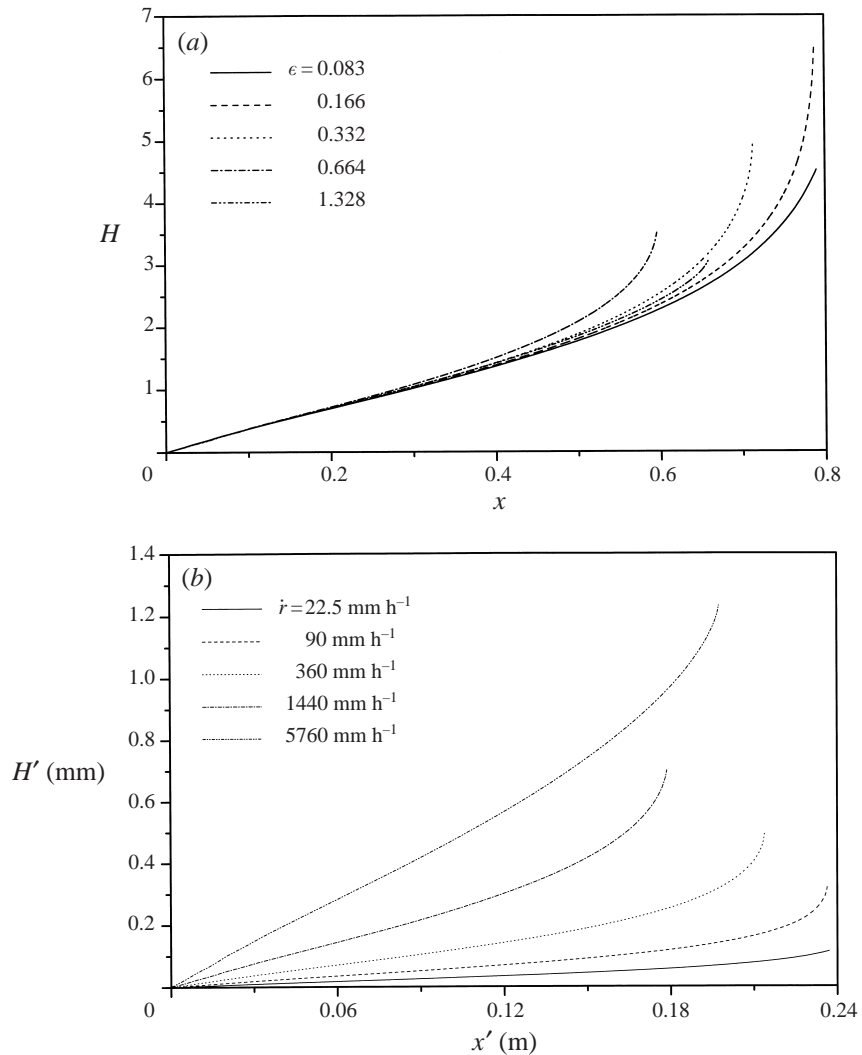 (a)
7
6
5
4
3
2
1
0
H
ϵ = 0.083
0.166
0.332
0.664
1.328
0.2
0.4
0.6
0.8
x
(b)
1.4
1.2
1.0
0.8
0.6
0.4
0.2
0
H′ (mm)
ṙ = 22.5 mm h⁻¹
90 mm h⁻¹
360 mm h⁻¹
1440 mm h⁻¹
5760 mm h⁻¹
0.06
0.12
0.18
0.24
x′ (m)